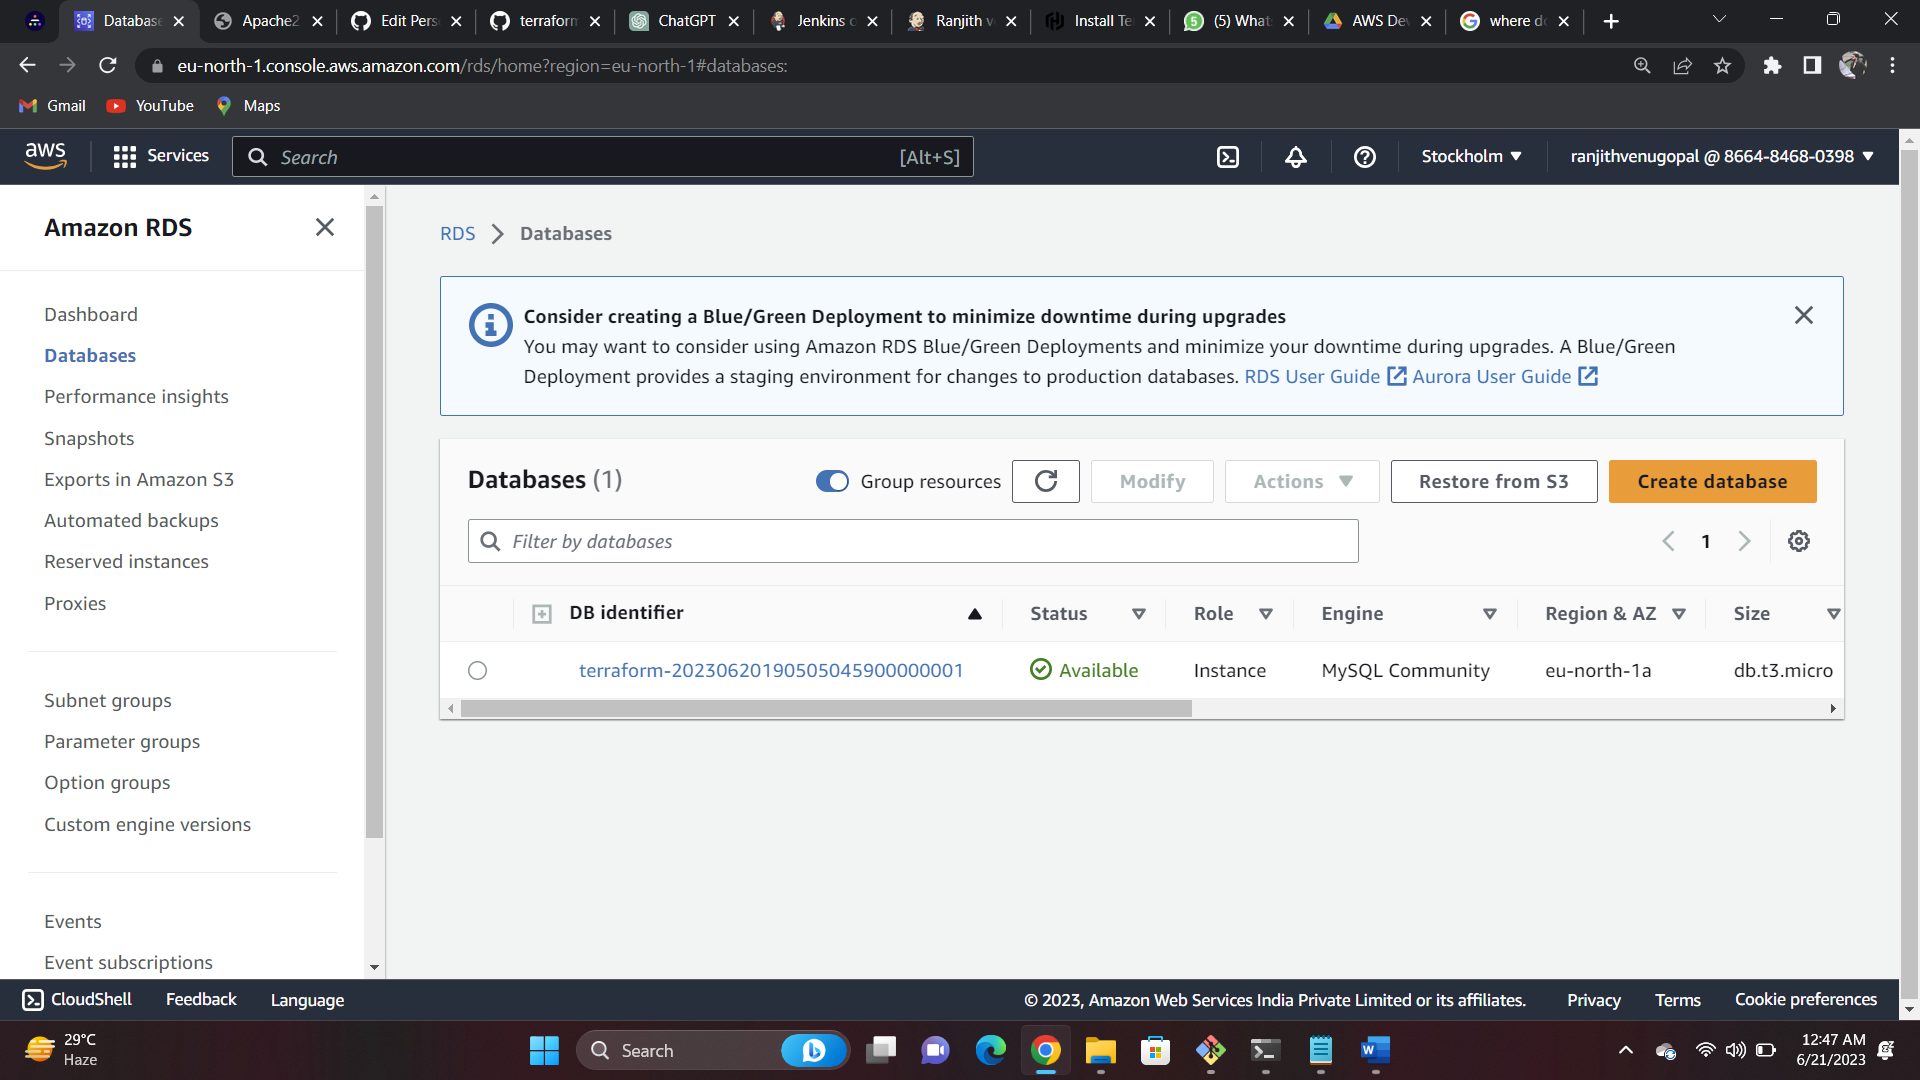 Database
Apache2
Edit Pers
terraform
ChatGPT
Jenkins o
Ranjith v
Install Te
(5) Whats
AWS Dev
where do
eu-north-1.console.aws.amazon.com/rds/home?region=eu-north-1#databases:
Gmail
YouTube
Maps
aws
Services
Search
[Alt+S]
Stockholm
ranjithvenugopal @ 8664-8468-0398
Amazon RDS
Dashboard
Databases
Performance insights
Snapshots
Exports in Amazon S3
Automated backups
Reserved instances
Proxies
Subnet groups
Parameter groups
Option groups
Custom engine versions
Events
Event subscriptions
RDS > Databases
Consider creating a Blue/Green Deployment to minimize downtime during upgrades
You may want to consider using Amazon RDS Blue/Green Deployments and minimize your downtime during upgrades. A Blue/Green
Deployment provides a staging environment for changes to production databases. RDS User Guide Aurora User Guide
Databases (1)
Group resources
Modify
Actions
Restore from S3
Create database
Filter by databases
1
DB identifier
Status
Role
Engine
Region & AZ
Size
terraform-20230620190505045900000001
Available
Instance
MySQL Community
eu-north-1a
db.t3.micro
CloudShell
Feedback
Language
© 2023, Amazon Web Services India Private Limited or its affiliates.
Privacy
Terms
Cookie preferences
29°C
Haze
Search
12:47 AM
6/21/2023